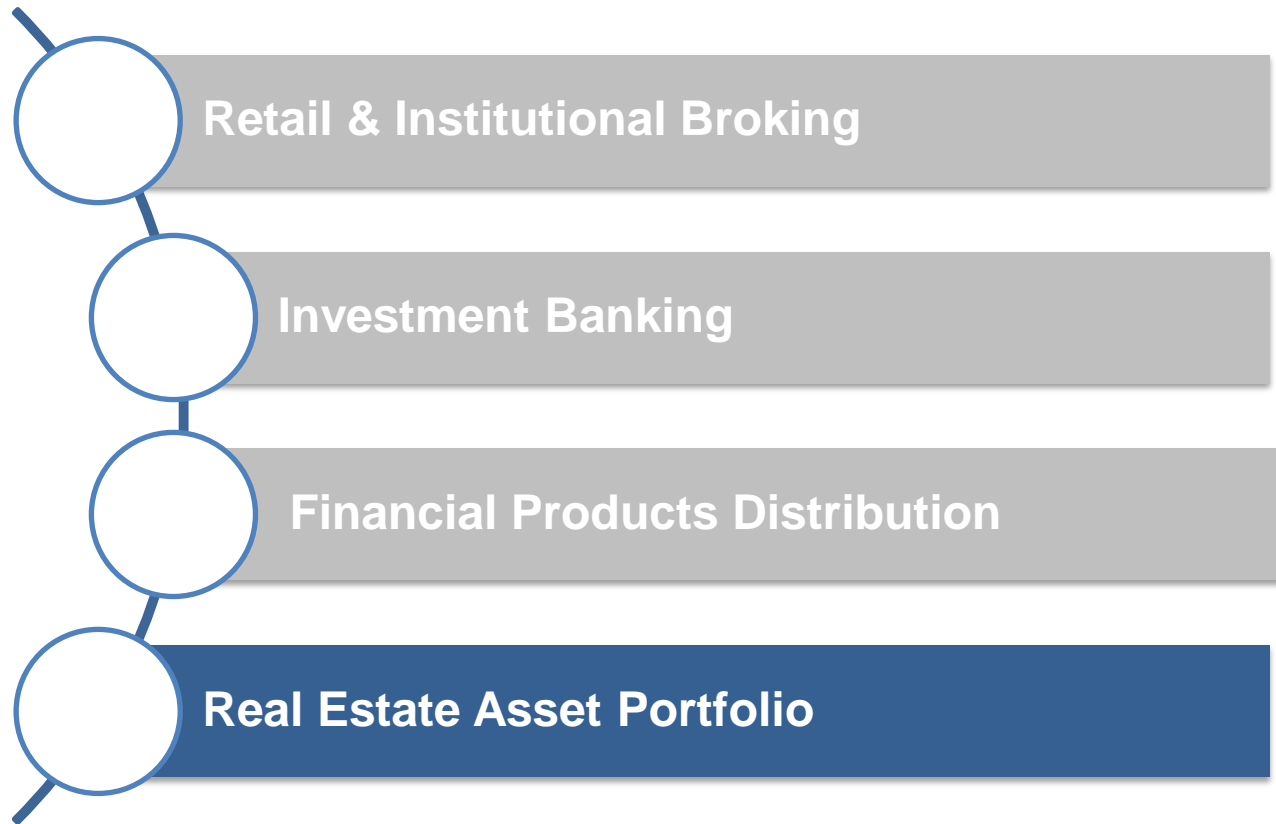 Retail & Institutional Broking
Investment Banking
Financial Products Distribution
Real Estate Asset Portfolio